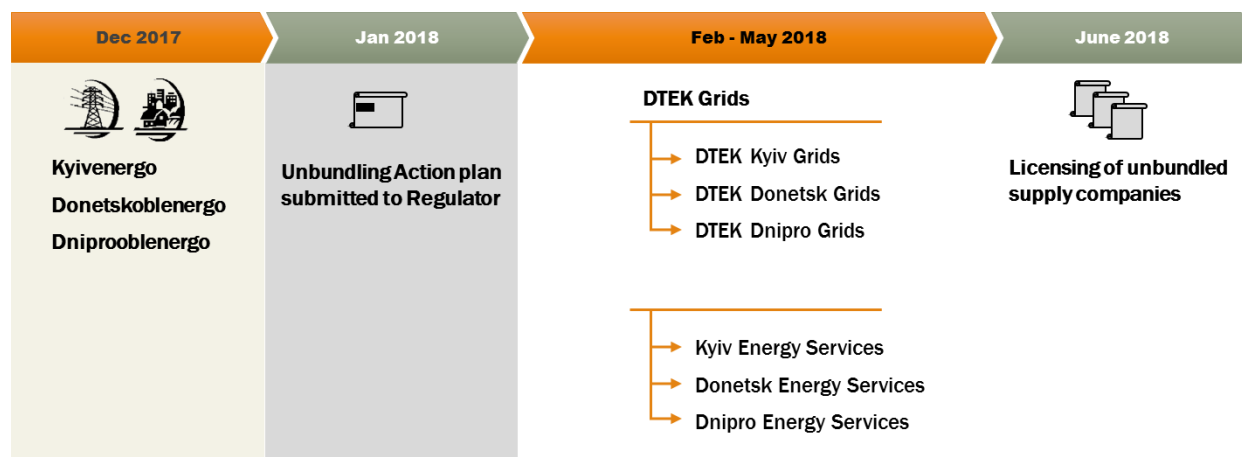 Dec 2017
Jan 2018
Feb - May 2018
June 2018
Kyivenergo
Donetskoblenergo
Dniprooblenergo
Unbundling Action plan
submitted to Regulator
DTEK Grids
DTEK Kyiv Grids
DTEK Donetsk Grids
DTEK Dnipro Grids
Kyiv Energy Services
Donetsk Energy Services
Dnipro Energy Services
Licensing of unbundled
supply companies